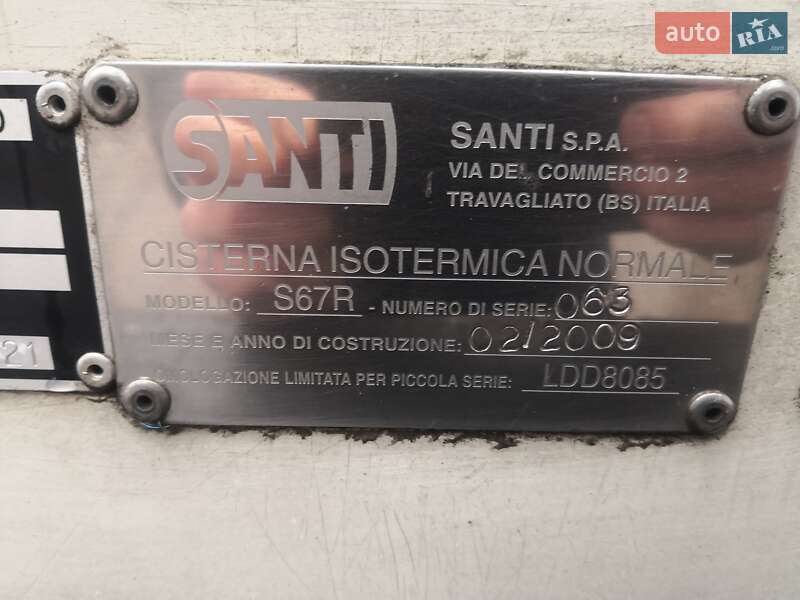 auto RIA
.com
SANTI
SANTI S.P.A.
VIA DEL COMMERCIO 2
TRAVAGLIATO (BS) ITALIA
CISTERNA ISOTERMICA NORMALE
MODELLO: S67R - NUMERO DI SERIE: 063
MESE E ANNO DI COSTRUZIONE: 02/2009
OMOLOGAZIONE LIMITATA PER PICCOLA SERIE: LDD8085
21